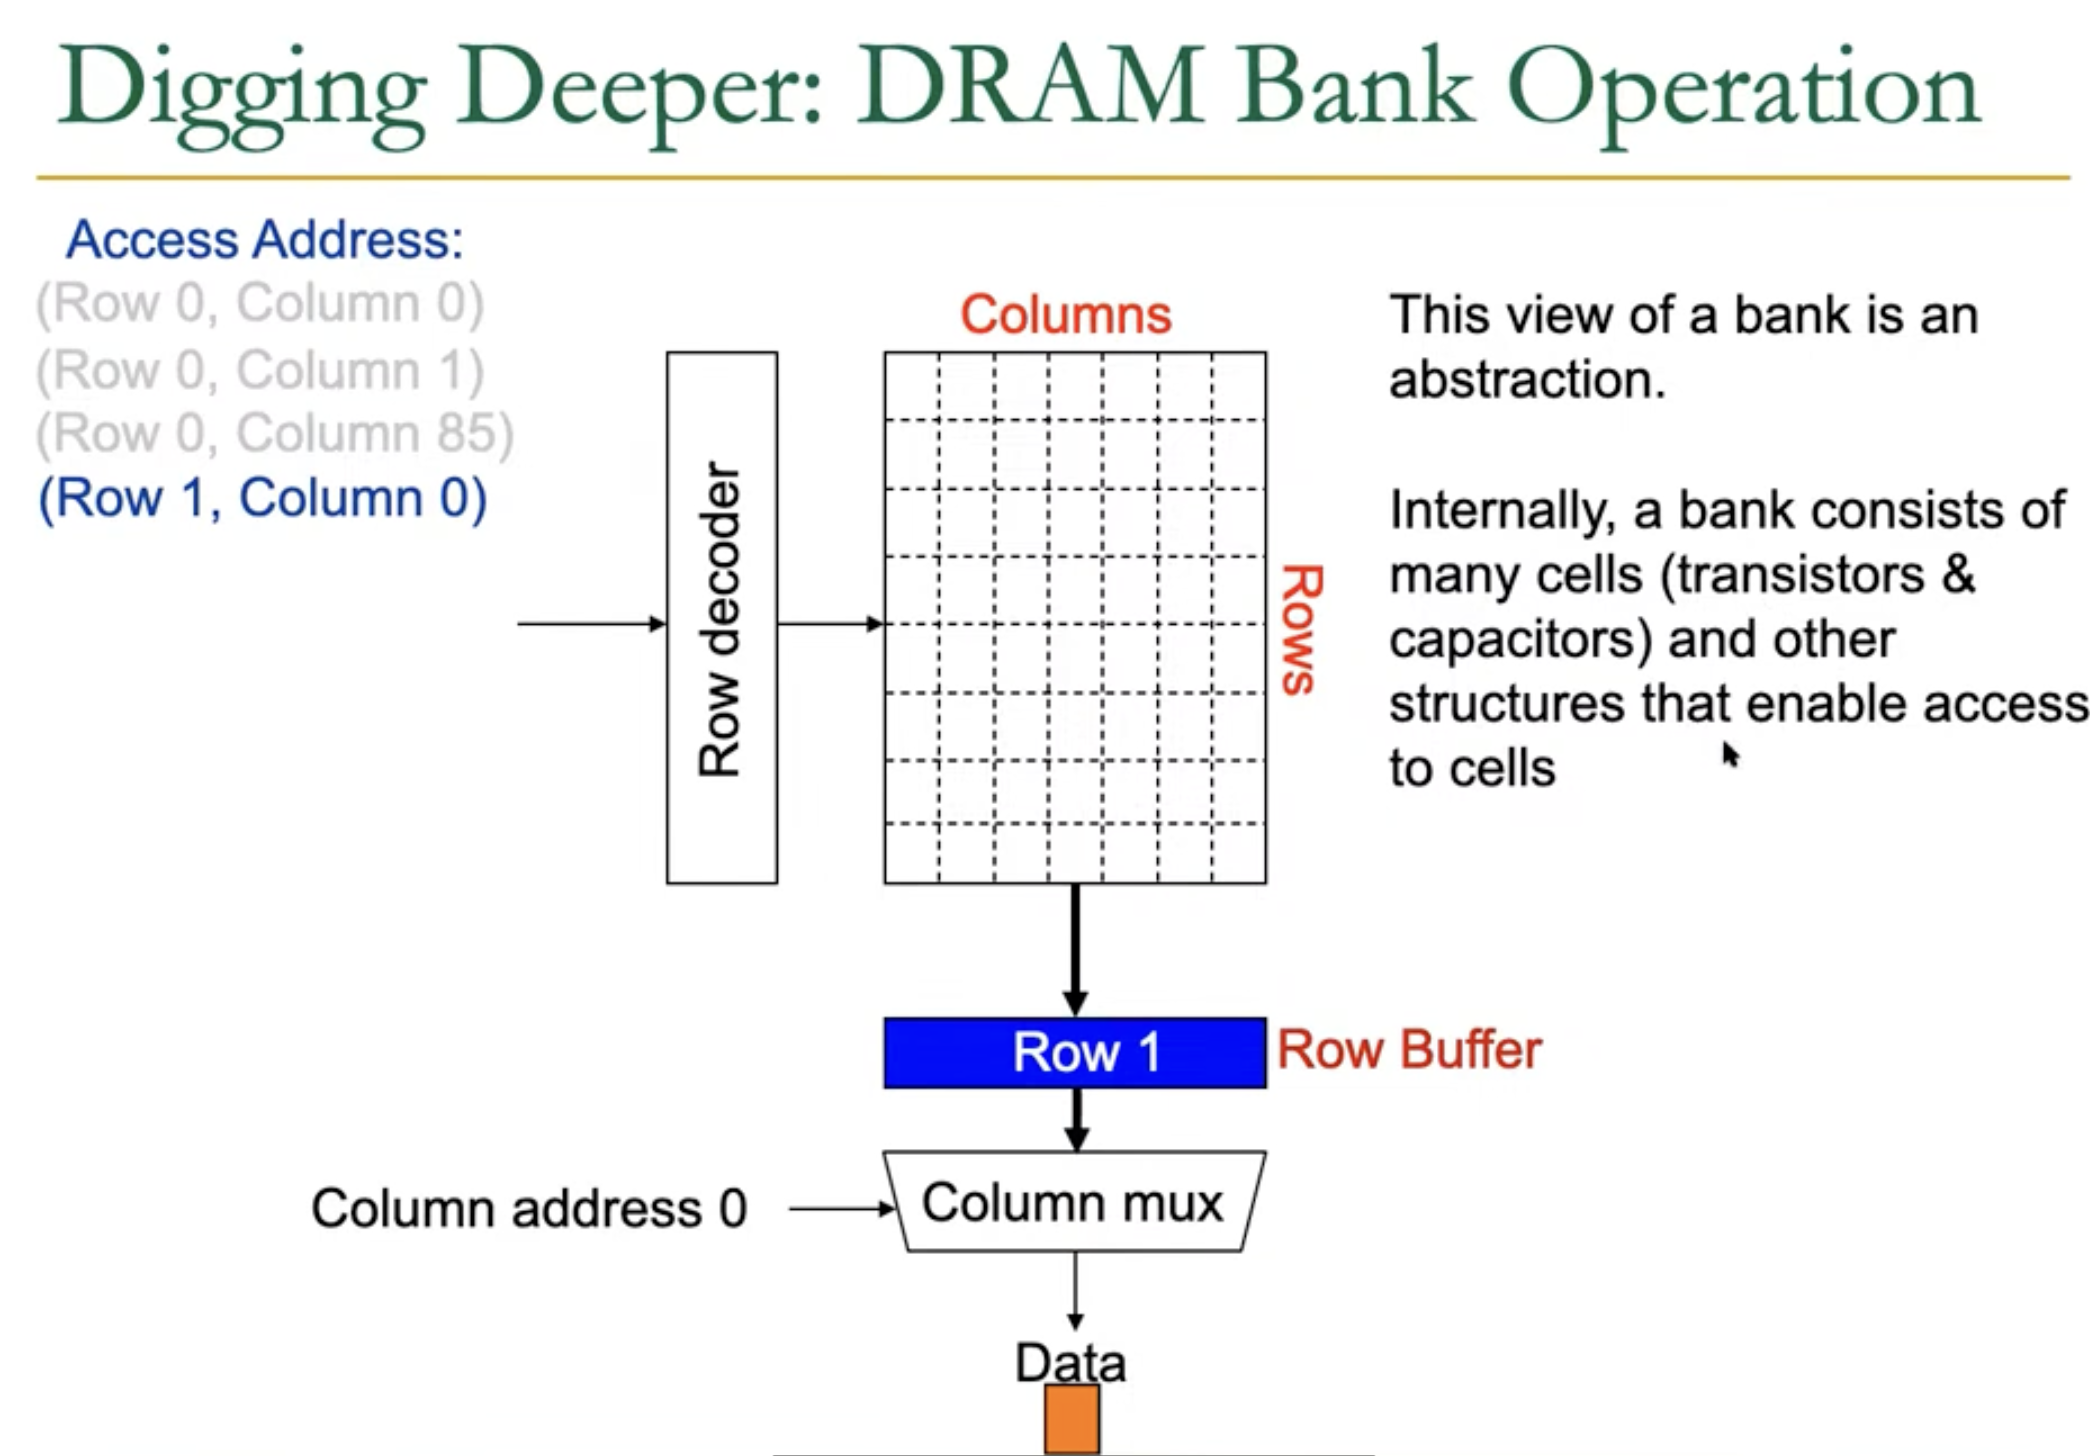 Digging Deeper: DRAM Bank Operation
Access Address:
(Row 0, Column 0)
(Row 0, Column 1)
(Row 0, Column 85)
(Row 1, Column 0)
Columns
Row decoder
Rows
This view of a bank is an
abstraction.
Internally, a bank consists of
many cells (transistors &
capacitors) and other
structures that enable access
to cells
Row 1
Row Buffer
Column address 0
Column mux
Data